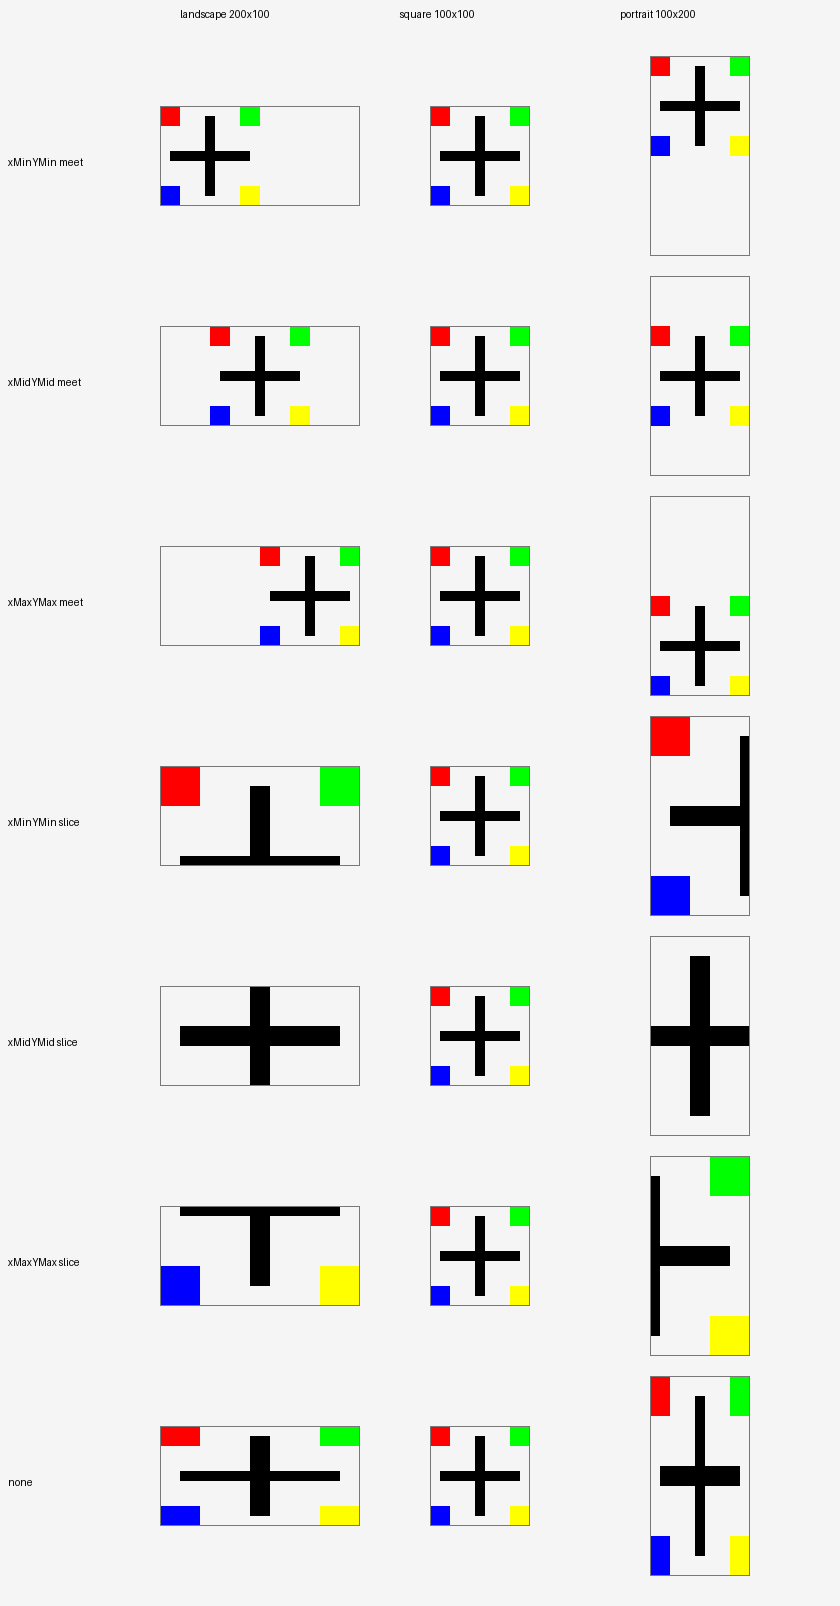 landscape 200x100 square 100x100 portrait 100x200
xMinYMin meet
xMidYMid meet
xMaxYMax meet
xMinYMin slice
xMidYMid slice
xMaxYMax slice
none